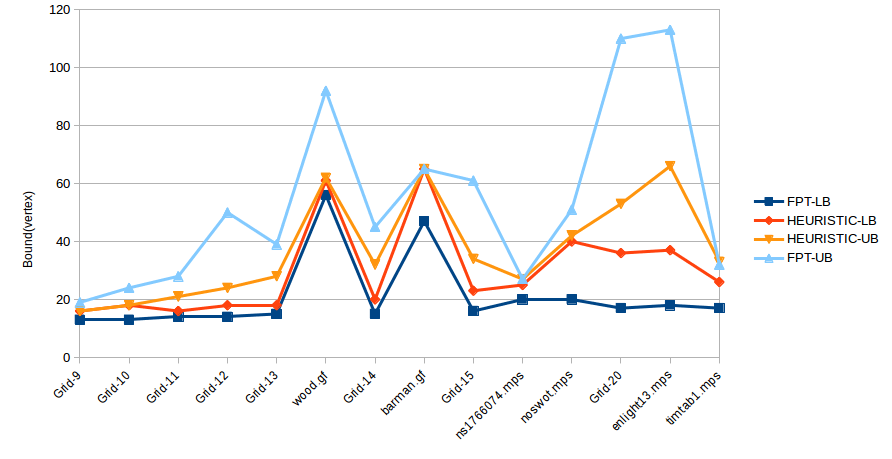 120
100
80
60
40
20
0
Bound(vertex)
Grid-9
Grid-10
Grid-11
Grid-12
Grid-13
wood.gf
Grid-14
barman.gf
Grid-15
ns1766074.mps
noswot.mps
Grid-20
enlight13.mps
timtab1.mps
FPT-LB
HEURISTIC-LB
HEURISTIC-UB
FPT-UB